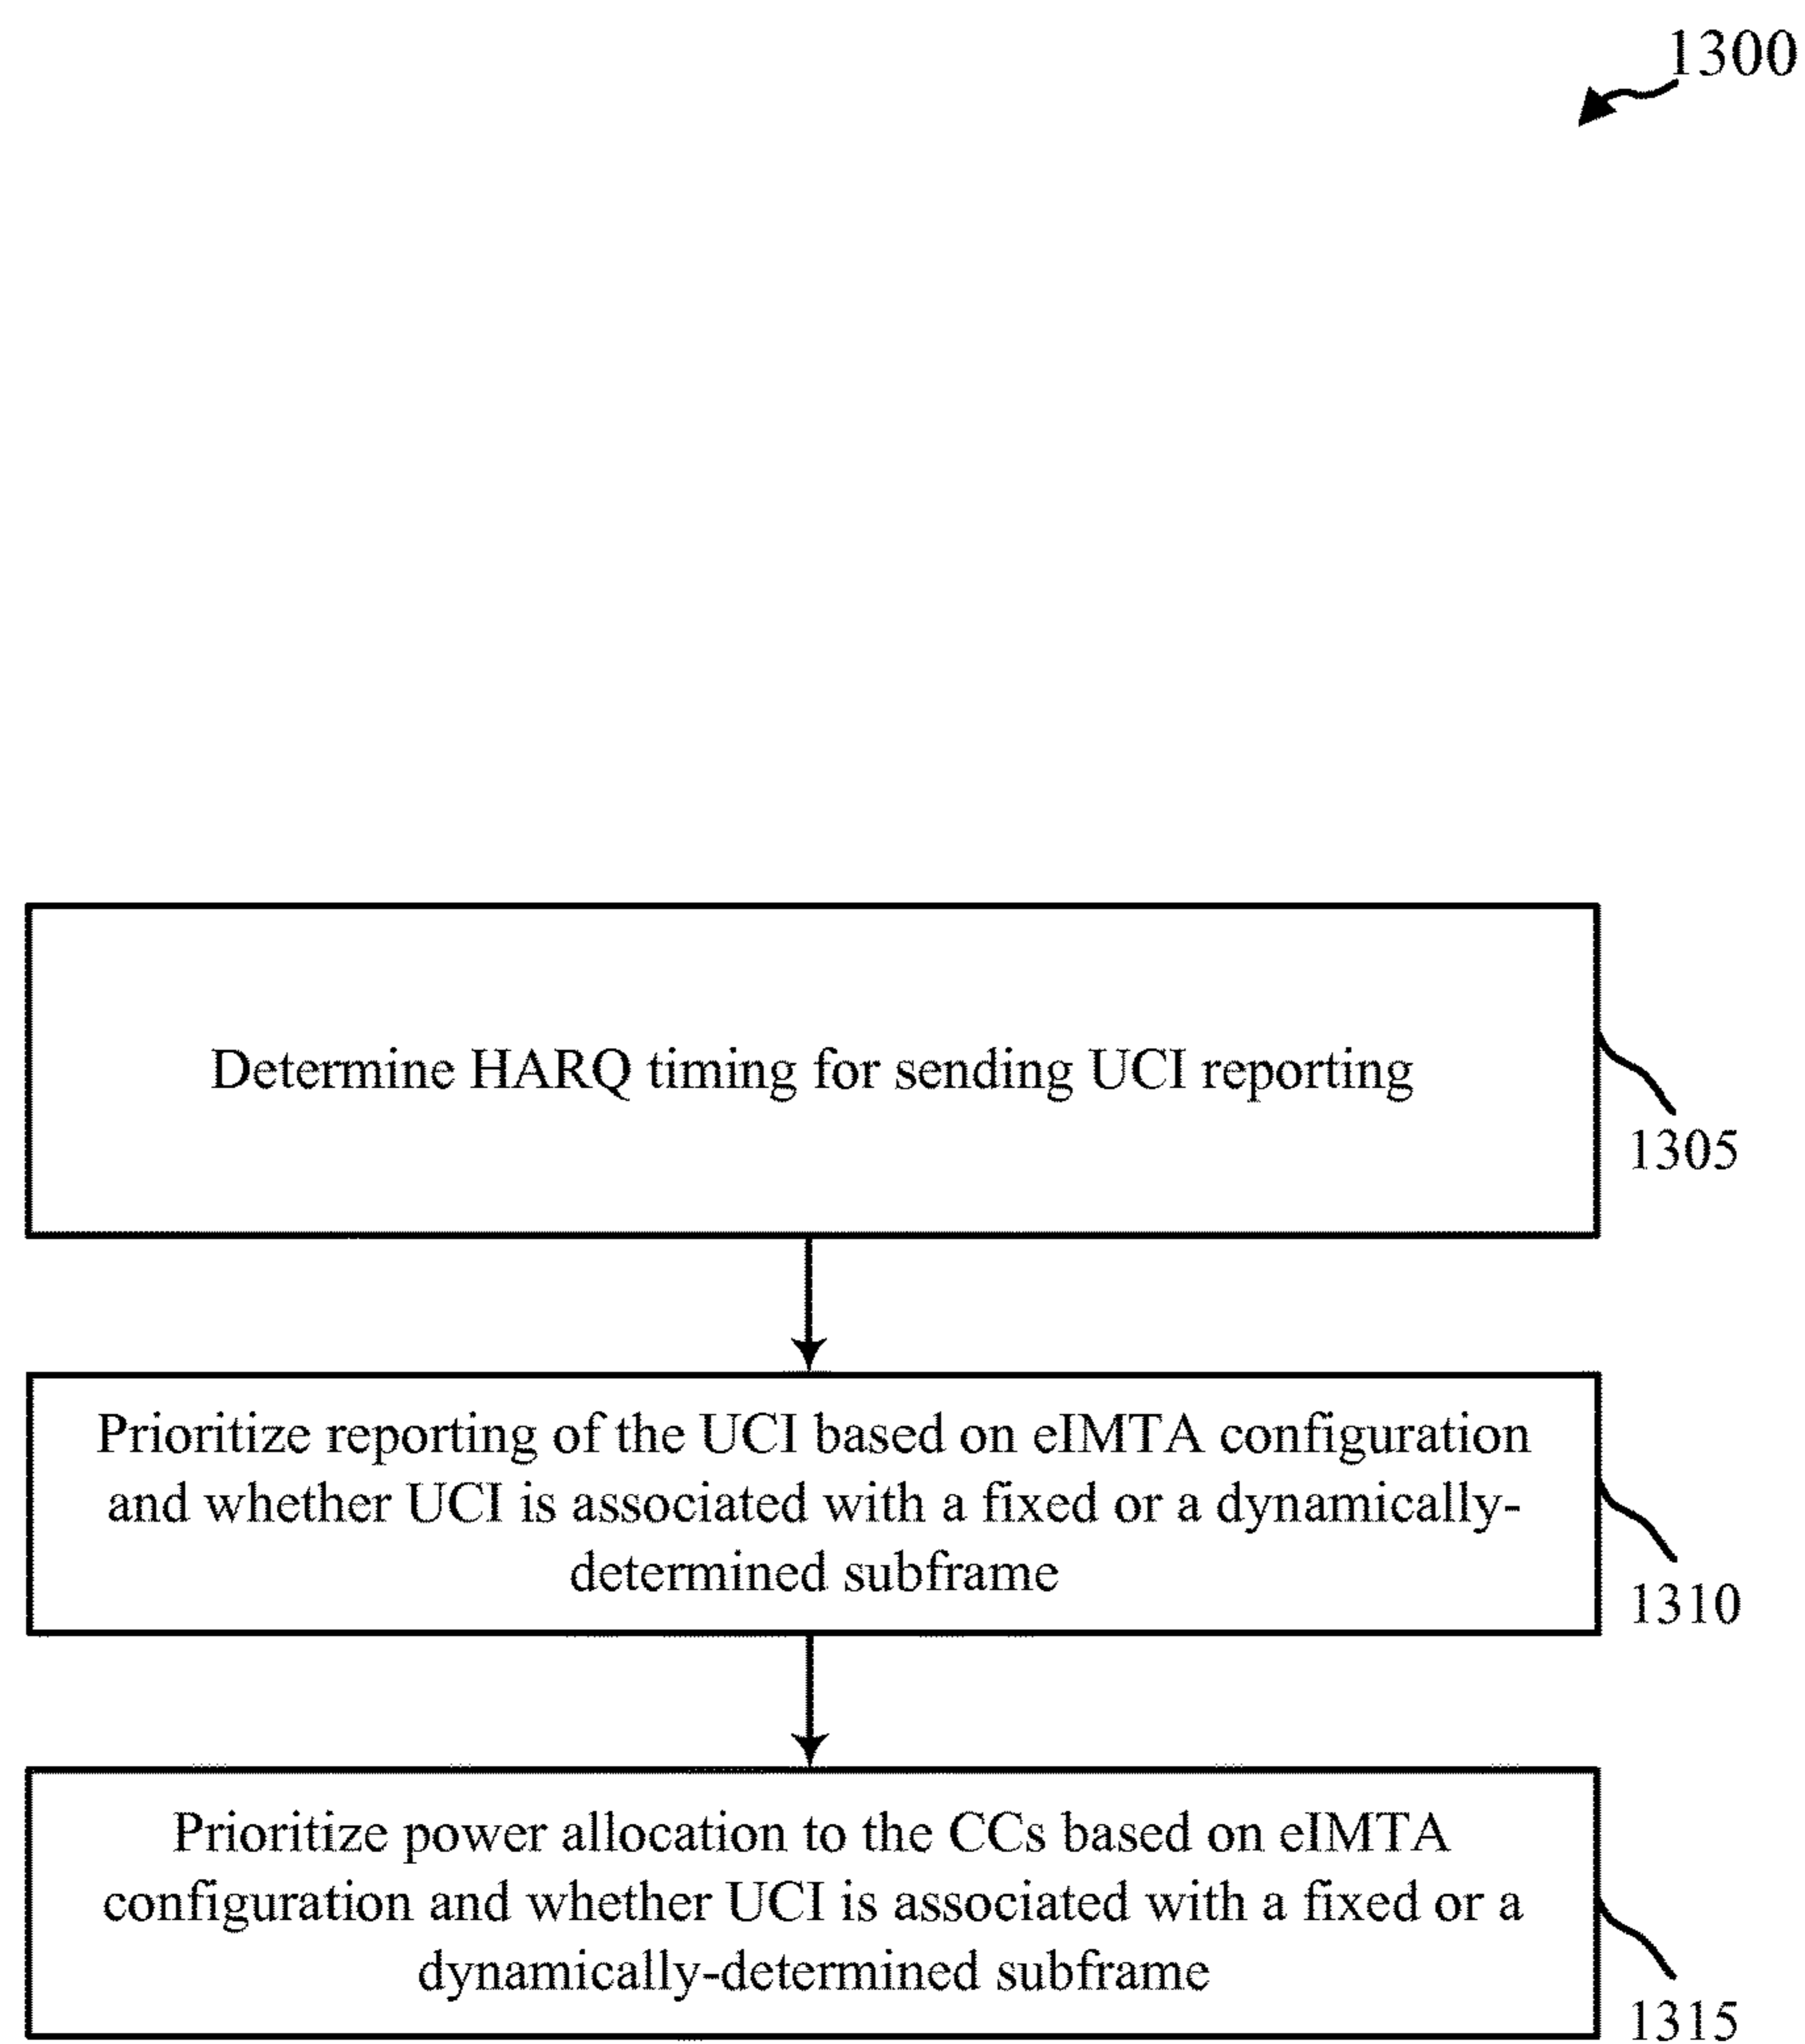 1300
Determine HARQ timing for sending UCI reporting
1305
Prioritize reporting of the UCI based on eIMTA configuration
and whether UCI is associated with a fixed or a dynamically-
determined subframe
1310
Prioritize power allocation to the CCs based on eIMTA
configuration and whether UCI is associated with a fixed or a
dynamically-determined subframe
1315